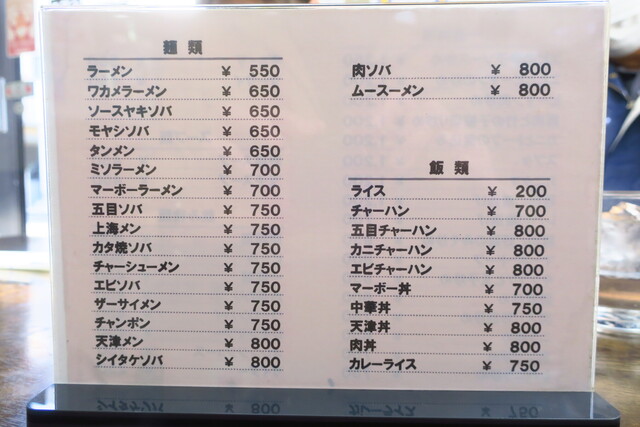 麺類
ラーメン ￥ 550
ワカメラーメン ￥ 650
ソースヤキソバ ￥ 650
モヤシソバ ￥ 650
タンメン ￥ 650
ミソラーメン ￥ 700
マーボーラーメン ￥ 700
五目ソバ ￥ 750
上海メン ￥ 750
カタ焼ソバ ￥ 750
チャーシューメン ￥ 750
エビソバ ￥ 750
ザーサイメン ￥ 750
チャンポン ￥ 750
天津メン ￥ 800
シイタケソバ ￥ 800
肉ソバ ￥ 800
ムースーメン ￥ 800
飯類
ライス ￥ 200
チャーハン ￥ 700
五目チャーハン ￥ 800
カニチャーハン ￥ 800
エビチャーハン ￥ 800
マーボー丼 ￥ 700
中華丼 ￥ 750
天津丼 ￥ 800
肉丼 ￥ 800
カレーライス ￥ 750